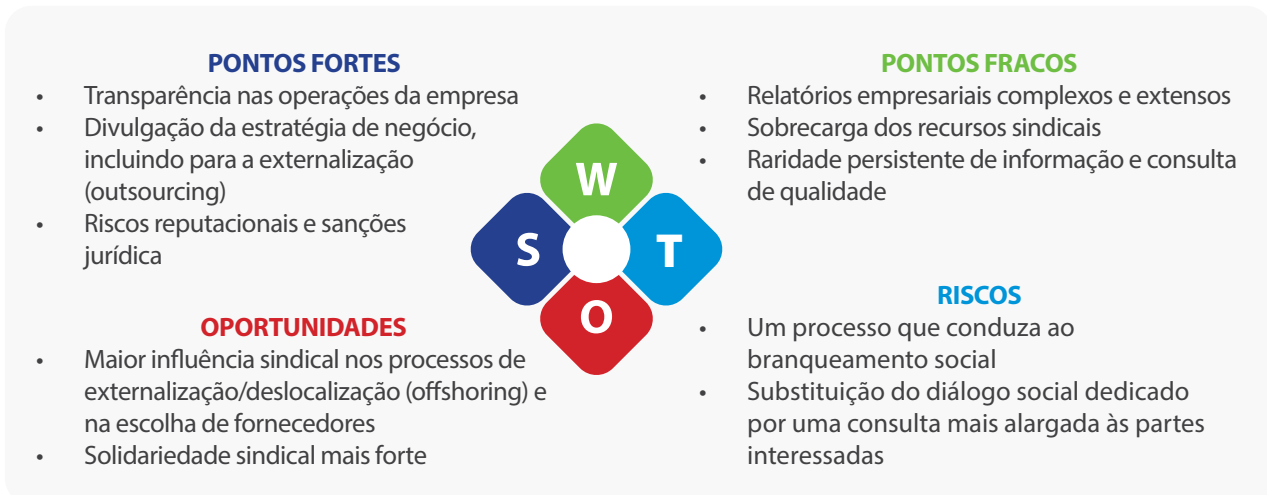 PONTOS FORTES
• Transparência nas operações da empresa
• Divulgação da estratégia de negócio,
incluindo para a externalização
(outsourcing)
• Riscos reputacionais e sanções
jurídica
OPORTUNIDADES
• Maior influência sindical nos processos de
externalização/deslocalização (offshoring) e
na escolha de fornecedores
• Solidariedade sindical mais forte
W
S
T
O
PONTOS FRACOS
• Relatórios empresariais complexos e extensos
• Sobrecarga dos recursos sindicais
• Raridade persistente de informação e consulta
de qualidade
RISCOS
• Um processo que conduza ao
branqueamento social
• Substituição do diálogo social dedicado
por uma consulta mais alargada às partes
interessadas